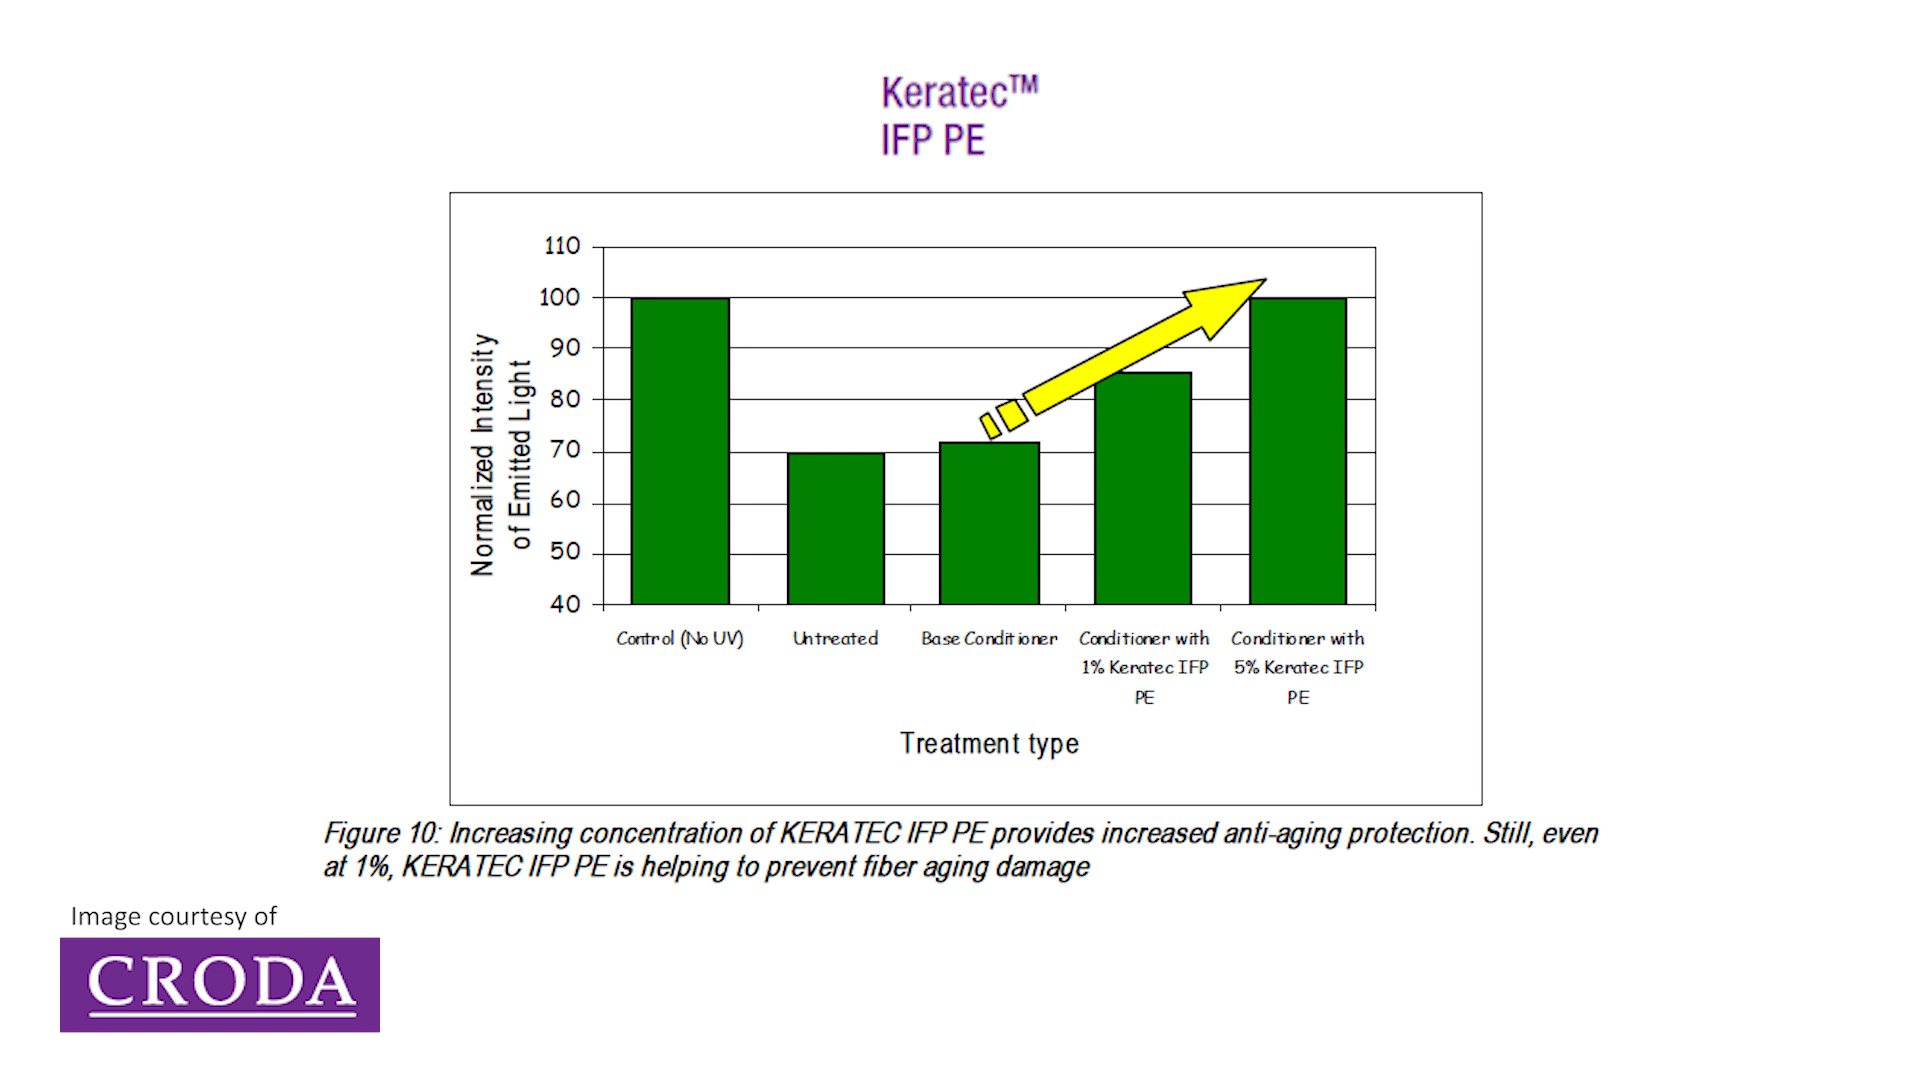 Keratec™
IFP PE
110
100
90
80
70
60
50
40
Normalized Intensity
of Emitted Light
Control (No UV)
Untreated
Base Conditioner
Conditioner with
1% Keratec IFP
PE
Conditioner with
5% Keratec IFP
PE
Treatment type
Figure 10: Increasing concentration of KERATEC IFP PE provides increased anti-aging protection. Still, even
at 1%, KERATEC IFP PE is helping to prevent fiber aging damage
Image courtesy of
CRODA